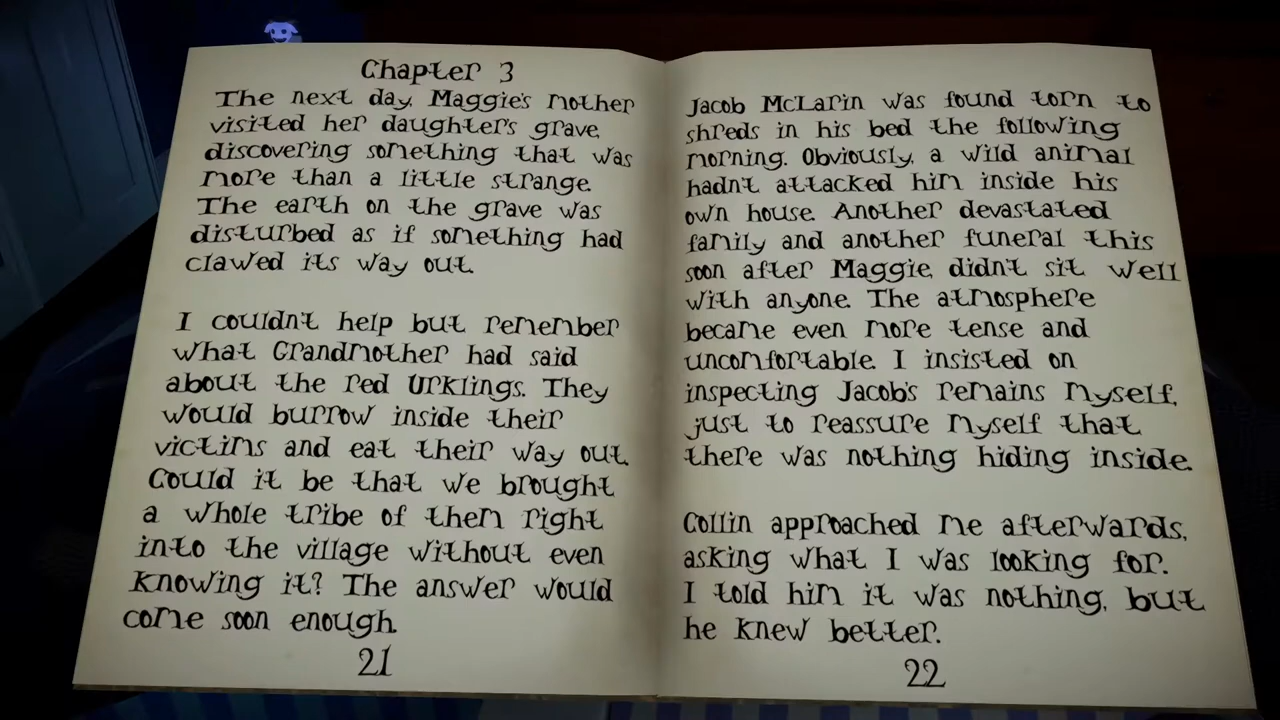 Chapter 3
The next day, Maggie's mother
visited her daughter's grave,
discovering something that was
more than a little strange.
The earth on the grave was
disturbed as if something had
clawed its way out.
I couldn't help but remember
what Grandmother had said
about the red Urklings. They
would burrow inside their
victims and eat their way out.
Could it be that we brought
a whole tribe of them right
into the village without even
knowing it? The answer would
come soon enough.
21
Jacob McLarin was found torn to
shreds in his bed the following
morning. Obviously, a wild animal
hadn't attacked him inside his
own house. Another devastated
family and another funeral this
soon after Maggie, didn't sit well
with anyone. The atmosphere
became even more tense and
uncomfortable. I insisted on
inspecting Jacob's remains myself,
just to reassure myself that
there was nothing hiding inside.
Collin approached me afterwards,
asking what I was looking for.
I told him it was nothing, but
he knew better.
22